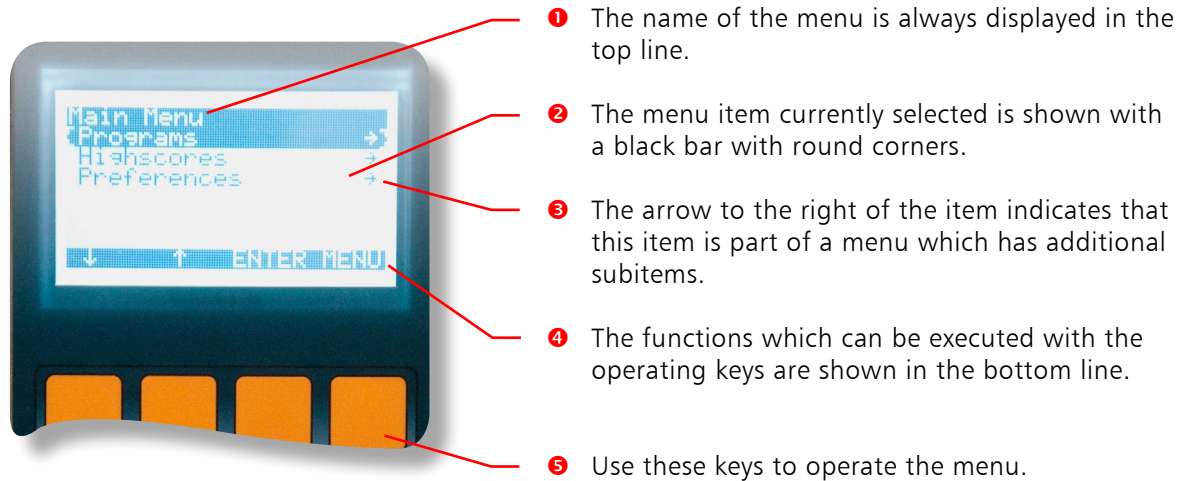 ❶ The name of the menu is always displayed in the
top line.
Main Menu
Programs →
Highscores →
Preferences →
↓ ↑ ENTER MENU
❷ The menu item currently selected is shown with
a black bar with round corners.
❸ The arrow to the right of the item indicates that
this item is part of a menu which has additional
subitems.
❹ The functions which can be executed with the
operating keys are shown in the bottom line.
❺ Use these keys to operate the menu.